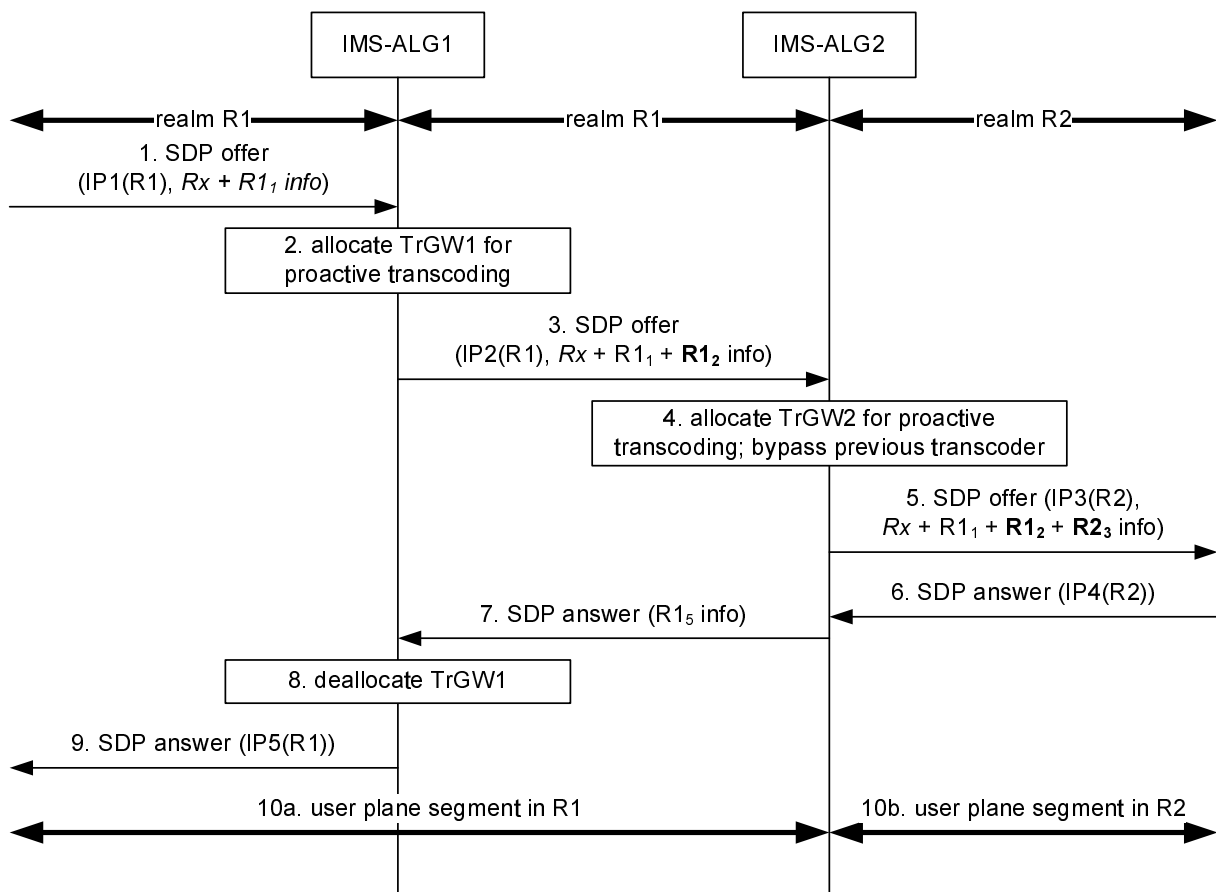 IMS-ALG1
IMS-ALG2
realm R1
realm R1
realm R2
1. SDP offer
(IP1(R1), Rx + R1₁ info)
2. allocate TrGW1 for
proactive transcoding
3. SDP offer
(IP2(R1), Rx + R1₁ + R1₂ info)
4. allocate TrGW2 for proactive
transcoding; bypass previous transcoder
5. SDP offer (IP3(R2),
Rx + R1₁ + R1₂ + R2₃ info)
6. SDP answer (IP4(R2))
7. SDP answer (R1₅ info)
8. deallocate TrGW1
9. SDP answer (IP5(R1))
10a. user plane segment in R1
10b. user plane segment in R2